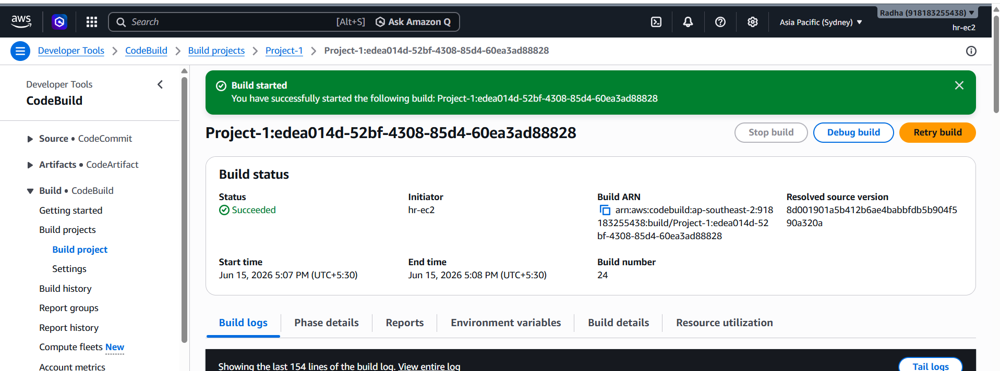 aws
Search [Alt+S] Ask Amazon Q
Asia Pacific (Sydney)
Radha (918183255438)
hr-ec2
Developer Tools > CodeBuild > Build projects > Project-1 > Project-1:edea014d-52bf-4308-85d4-60ea3ad88828
Developer Tools
CodeBuild
Source • CodeCommit
Artifacts • CodeArtifact
Build • CodeBuild
Getting started
Build projects
Build project
Settings
Build history
Report groups
Report history
Compute fleets New
Account metrics
Build started
You have successfully started the following build: Project-1:edea014d-52bf-4308-85d4-60ea3ad88828
Project-1:edea014d-52bf-4308-85d4-60ea3ad88828
Stop build
Debug build
Retry build
Build status
Status
Succeeded
Initiator
hr-ec2
Build ARN
arn:aws:codebuild:ap-southeast-2:918
183255438:build/Project-1:edea014d-52
bf-4308-85d4-60ea3ad88828
Resolved source version
8d001901a5b412b6ae4babbfdb5b904f5
90a320a
Start time
Jun 15, 2026 5:07 PM (UTC+5:30)
End time
Jun 15, 2026 5:08 PM (UTC+5:30)
Build number
24
Build logs
Phase details
Reports
Environment variables
Build details
Resource utilization
Showing the last 154 lines of the build log. View entire log
Tail logs